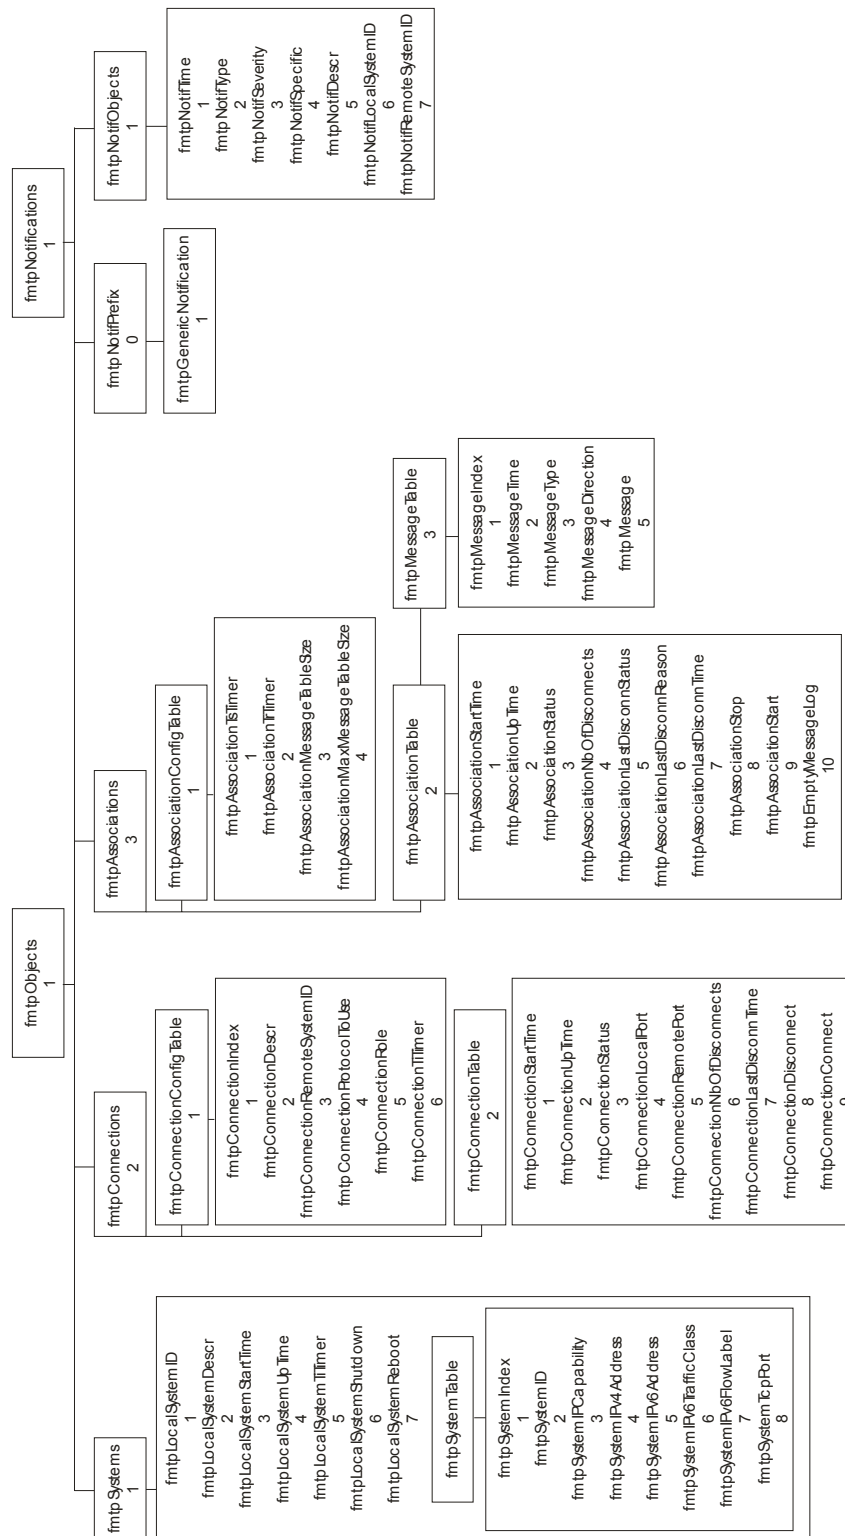 fmtpObjects
1
fmtpSystems
1
fmtpLocalSystemID
1
fmtpLocalSystemDescr
2
fmtpLocalSystemStartTime
3
fmtpLocalSystemUpTime
4
fmtpLocalSystemTiTimer
5
fmtpLocalSystemShutdown
6
fmtpLocalSystemReboot
7
fmtpSystemTable
fmtpSystemIndex
1
fmtpSystemID
2
fmtpSystemIPCapability
3
fmtpSystemIPv4Address
4
fmtpSystemIPv6Address
5
fmtpSystemIPv6TrafficClass
6
fmtpSystemIPv6FlowLabel
7
fmtpSystemTcpPort
8
fmtpConnections
2
fmtpConnectionConfigTable
1
fmtpConnectionIndex
1
fmtpConnectionDescr
2
fmtpConnectionRemoteSystemID
3
fmtpConnectionProtocolToUse
4
fmtpConnectionRole
5
fmtpConnectionTiTimer
6
fmtpConnectionTable
2
fmtpConnectionStartTime
1
fmtpConnectionUpTime
2
fmtpConnectionStatus
3
fmtpConnectionLocalPort
4
fmtpConnectionRemotePort
5
fmtpConnectionNbOfDisconnects
6
fmtpConnectionLastDisconnTime
7
fmtpConnectionDisconnect
8
fmtpConnectionConnect
9
fmtpAssociations
3
fmtpAssociationConfigTable
1
fmtpAssociationTsTimer
1
fmtpAssociationTrTimer
2
fmtpAssociationMessageTableSize
3
fmtpAssociationMaxMessageTableSize
4
fmtpAssociationTable
2
fmtpAssociationStartTime
1
fmtpAssociationUpTime
2
fmtpAssociationStatus
3
fmtpAssociationNbOfDisconnects
4
fmtpAssociationLastDisconnStatus
5
fmtpAssociationLastDisconnReason
6
fmtpAssociationLastDisconnTime
7
fmtpAssociationStop
8
fmtpAssociationStart
9
fmtpEmptyMessageLog
10
fmtpMessageTable
3
fmtpMessageIndex
1
fmtpMessageTime
2
fmtpMessageType
3
fmtpMessageDirection
4
fmtpMessage
5
fmtpNotifications
1
fmtpNotifPrefix
0
fmtpGenericNotification
1
fmtpNotifObjects
1
fmtpNotifTime
1
fmtpNotifType
2
fmtpNotifSeverity
3
fmtpNotifSpecific
4
fmtpNotifDescr
5
fmtpNotifLocalSystemID
6
fmtpNotifRemoteSystemID
7